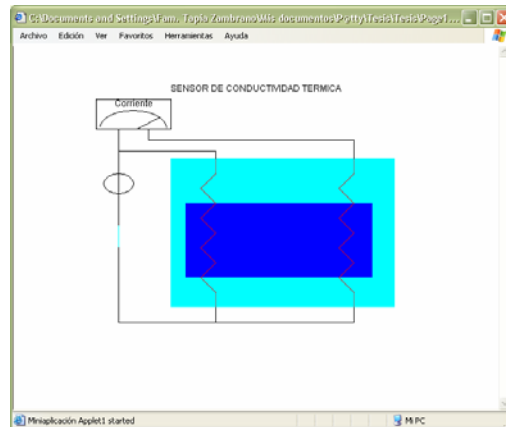 C:\Documents and Settings\Fam. Tapia Zambrano\Mis documentos\Patty\Tesis\Tesis\Page1....
Archivo Edición Ver Favoritos Herramientas Ayuda
SENSOR DE CONDUCTIVIDAD TERMICA
Corriente
Miniaplicación Applet1 started
Mi PC